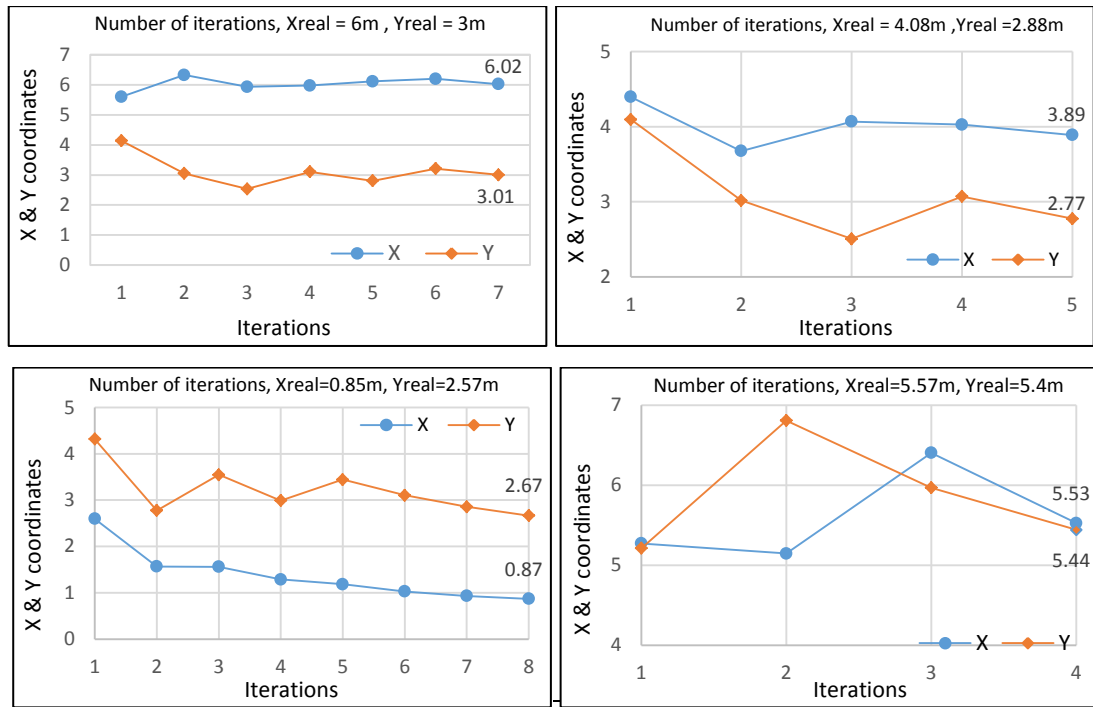 Number of iterations, Xreal = 6m , Yreal = 3m
7
6
5
4
3
2
1
0
X & Y coordinates
6.02
3.01
X Y
1 2 3 4 5 6 7
Iterations
Number of iterations, Xreal = 4.08m ,Yreal =2.88m
5
4
3
2
X & Y coordinates
3.89
2.77
X Y
1 2 3 4 5
Iterations
Number of iterations, Xreal=0.85m, Yreal=2.57m
5
4
3
2
1
0
X & Y coordinates
X Y
2.67
0.87
1 2 3 4 5 6 7 8
Iterations
Number of iterations, Xreal=5.57m, Yreal=5.4m
7
6
5
4
X & Y coordinates
5.53
5.44
X Y
1 2 3 4
Iterations